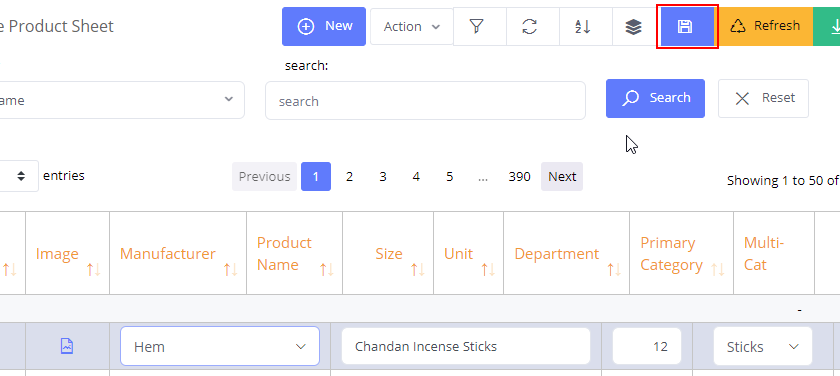 e Product Sheet
New
Action
Refresh
search:
ame
search
Search
Reset
entries
Previous 1 2 3 4 5 ... 390 Next
Showing 1 to 50 of
Image
Manufacturer
Product Name
Size
Unit
Department
Primary Category
Multi-Cat
-
Hem
Chandan Incense Sticks
12
Sticks